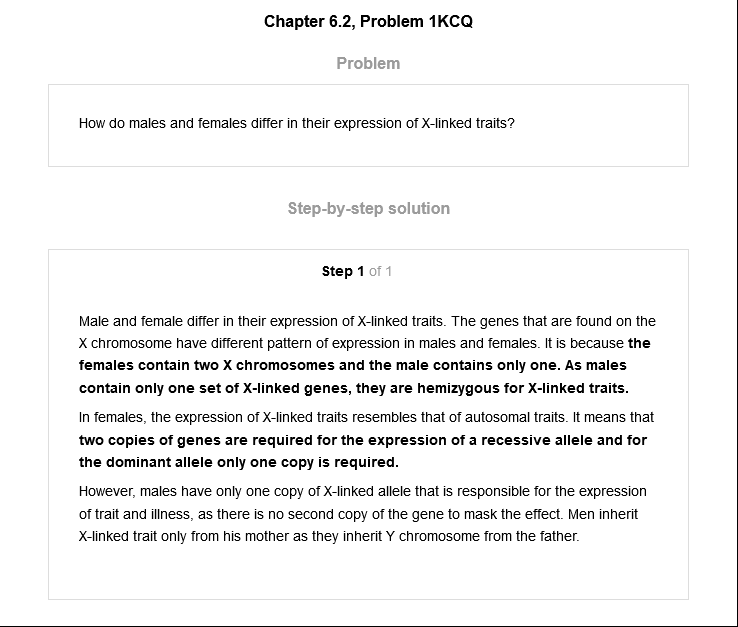 Chapter 6.2, Problem 1KCQ
Problem
How do males and females differ in their expression of X-linked traits?
Step-by-step solution
Step 1 of 1
Male and female differ in their expression of X-linked traits. The genes that are found on the
X chromosome have different pattern of expression in males and females. It is because the
females contain two X chromosomes and the male contains only one. As males
contain only one set of X-linked genes, they are hemizygous for X-linked traits.
In females, the expression of X-linked traits resembles that of autosomal traits. It means that
two copies of genes are required for the expression of a recessive allele and for
the dominant allele only one copy is required.
However, males have only one copy of X-linked allele that is responsible for the expression
of trait and illness, as there is no second copy of the gene to mask the effect. Men inherit
X-linked trait only from his mother as they inherit Y chromosome from the father.